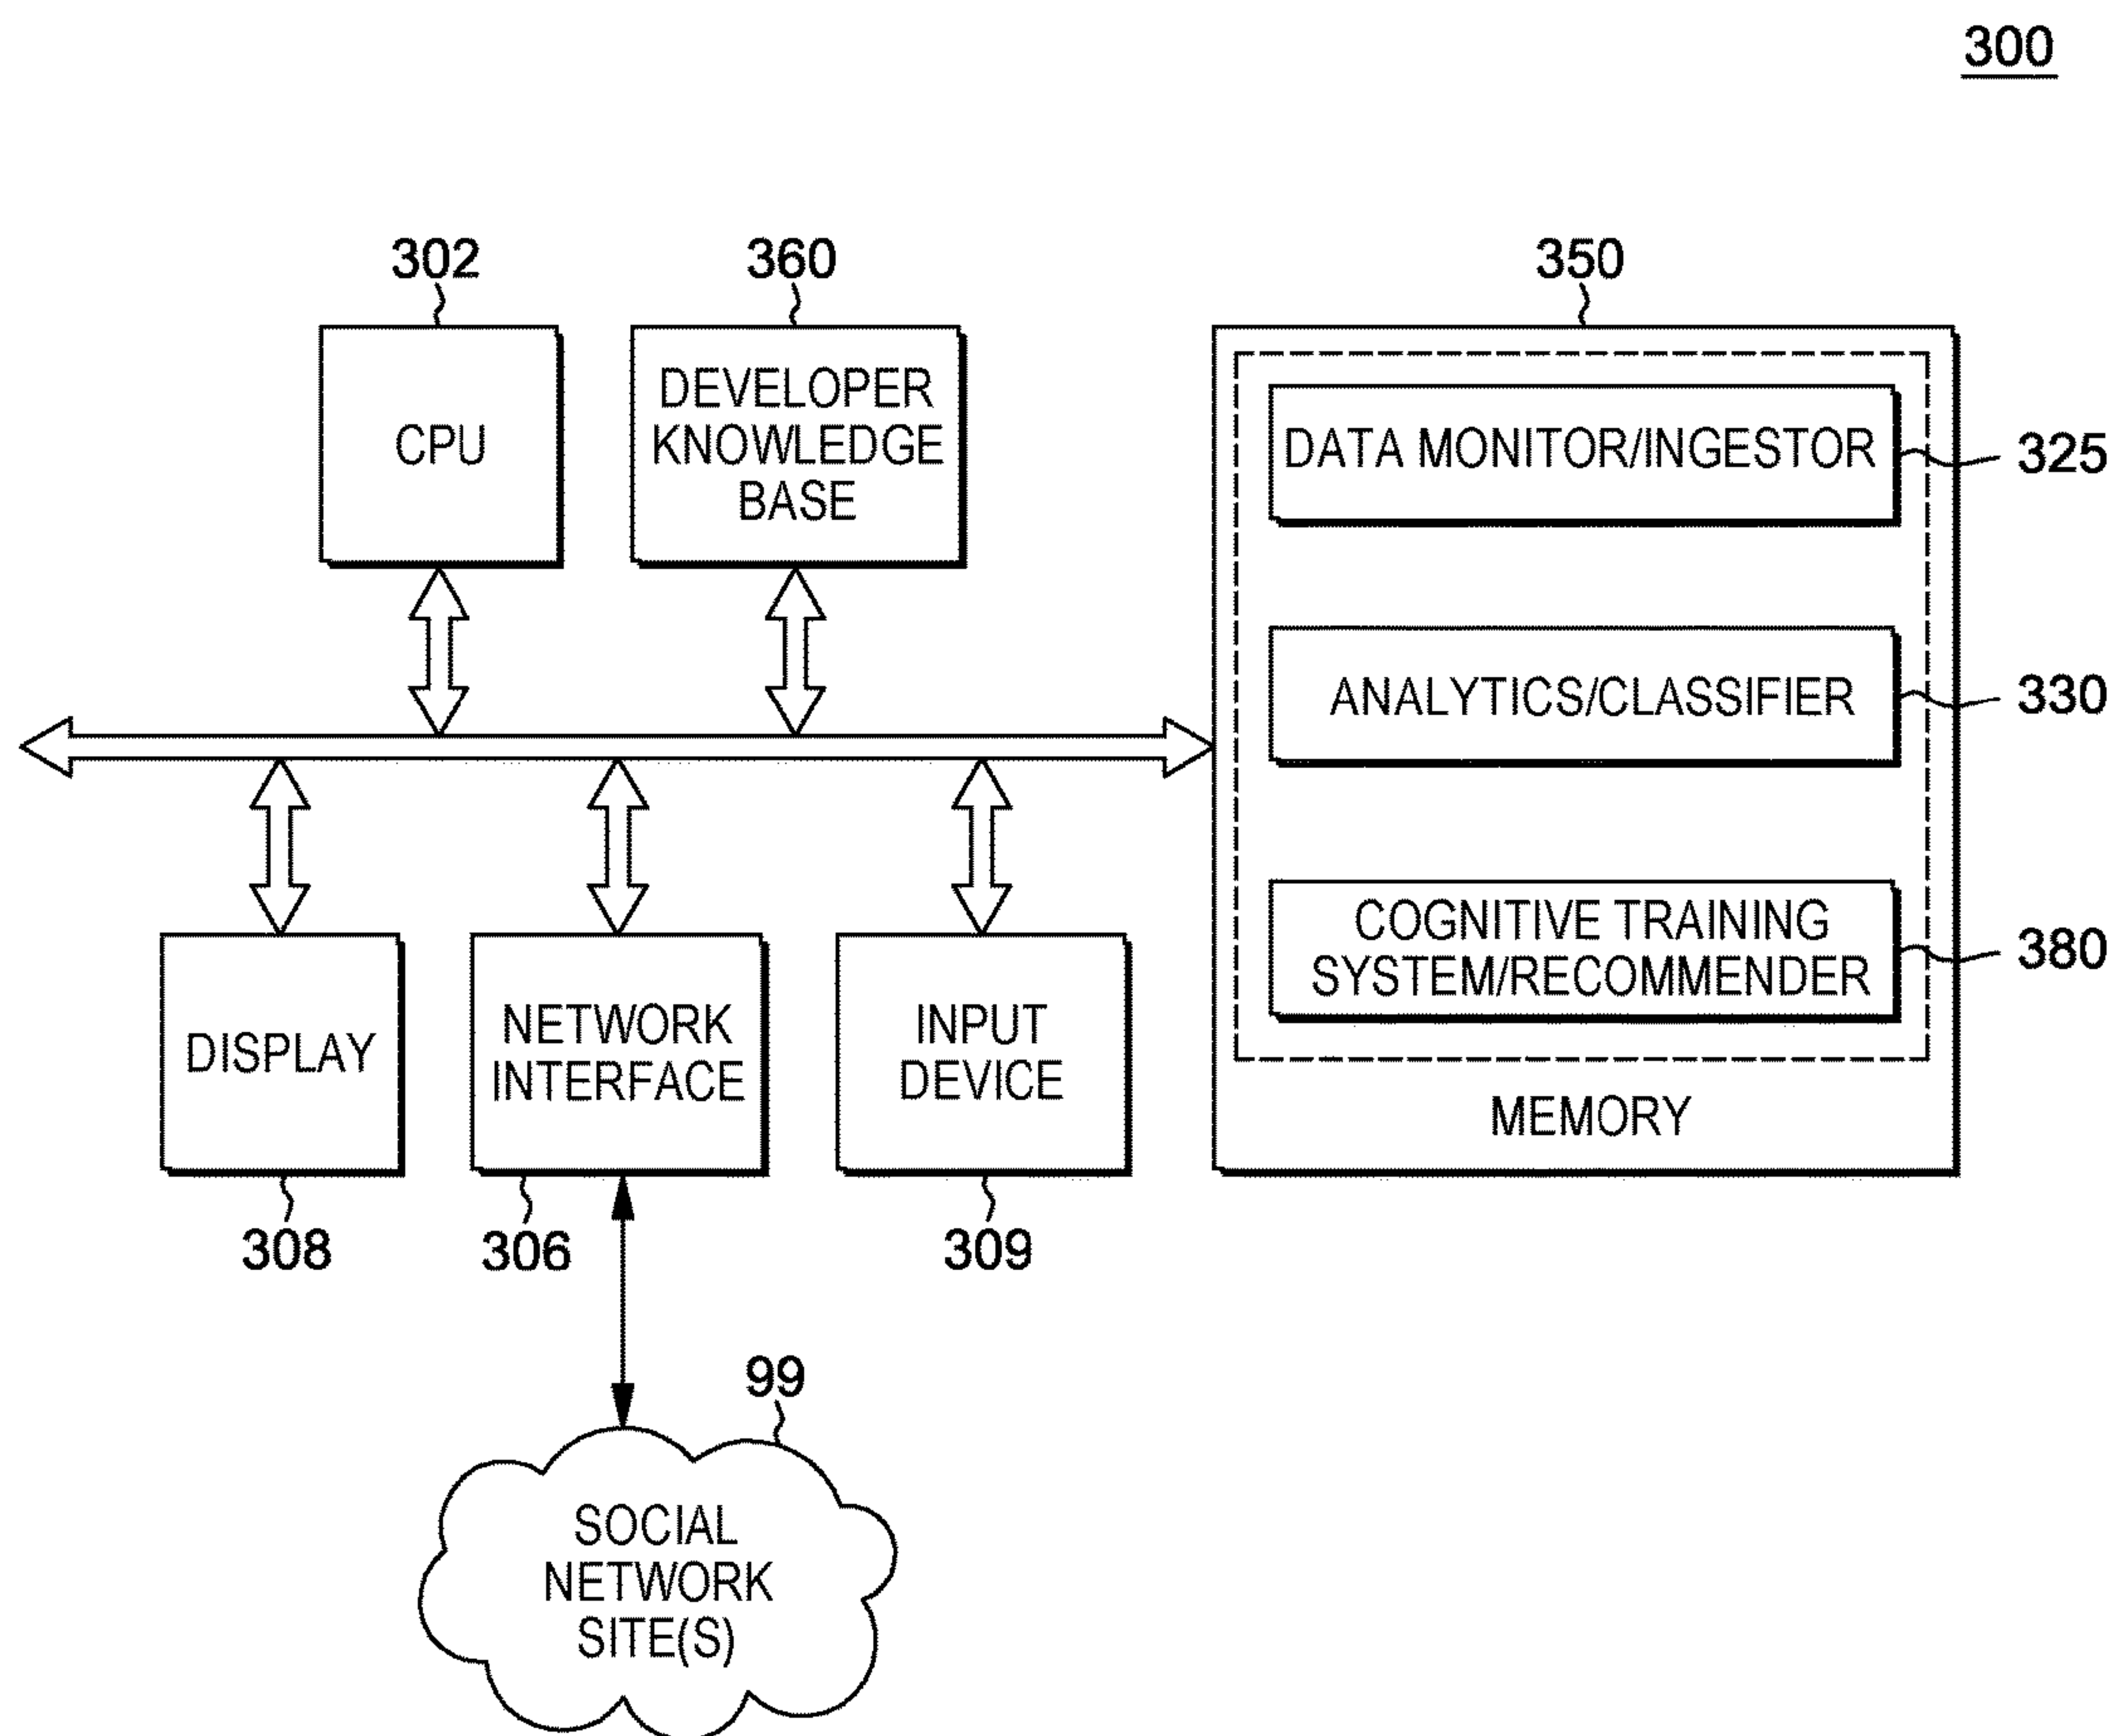 300
302
360
350
CPU
DEVELOPER
KNOWLEDGE
BASE
DATA MONITOR/INGESTOR
325
ANALYTICS/CLASSIFIER
330
COGNITIVE TRAINING
SYSTEM/RECOMMENDER
380
MEMORY
DISPLAY
NETWORK
INTERFACE
INPUT
DEVICE
308
306
309
99
SOCIAL
NETWORK
SITE(S)